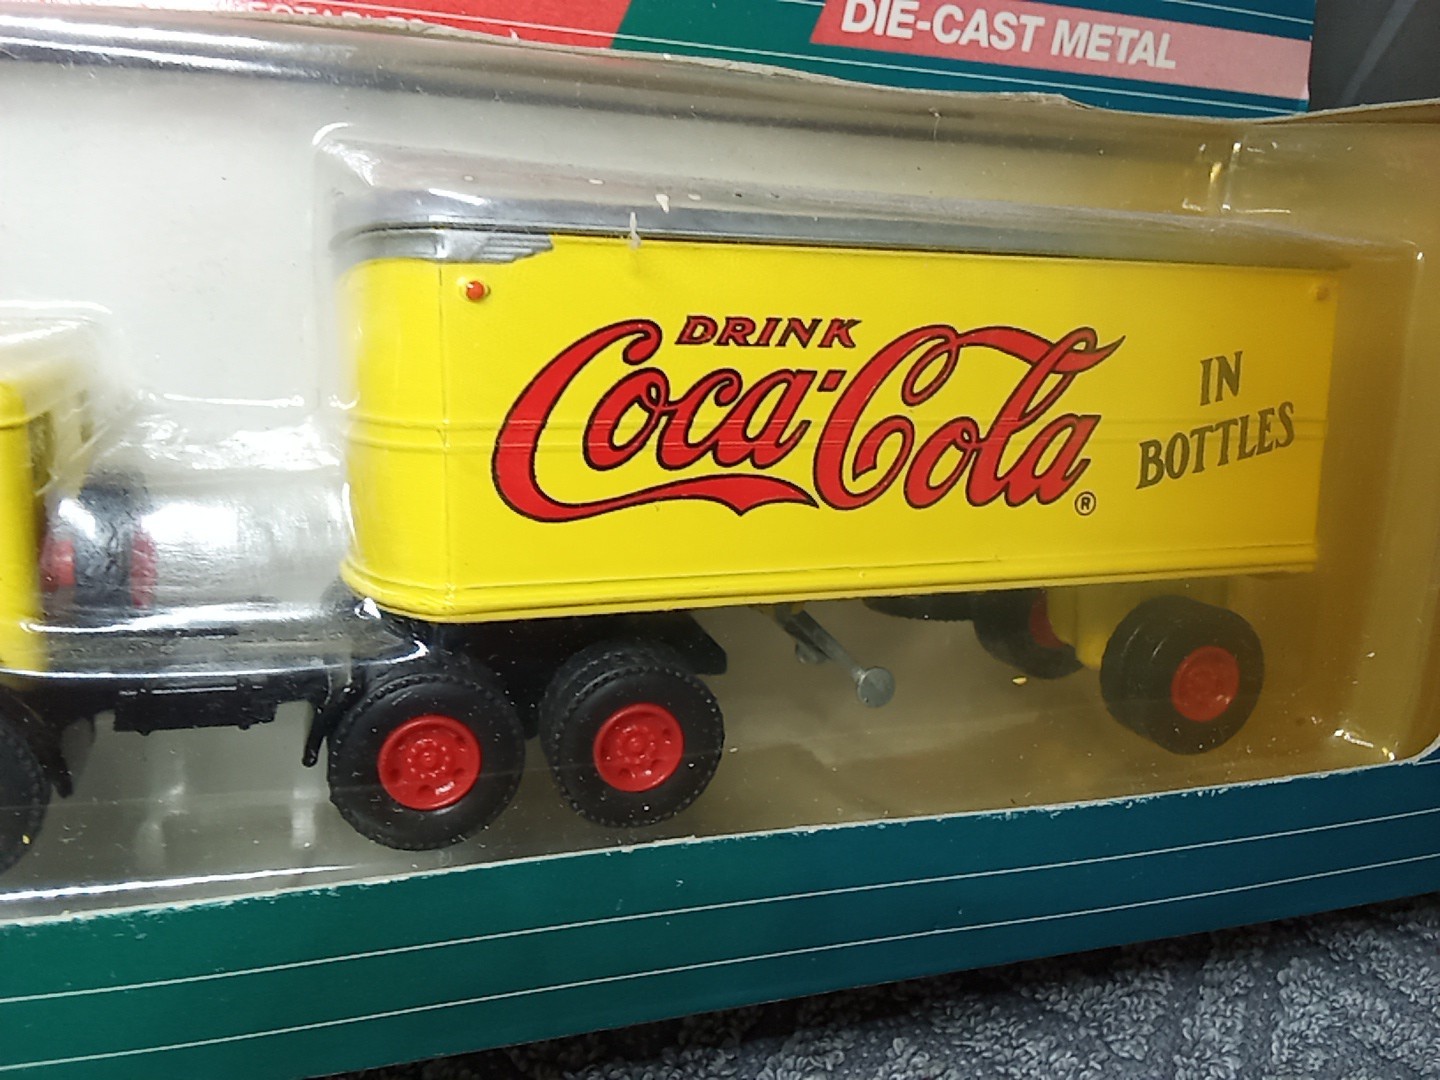 DIE-CAST METAL
DRINK
Coca-Cola ®
IN
BOTTLES